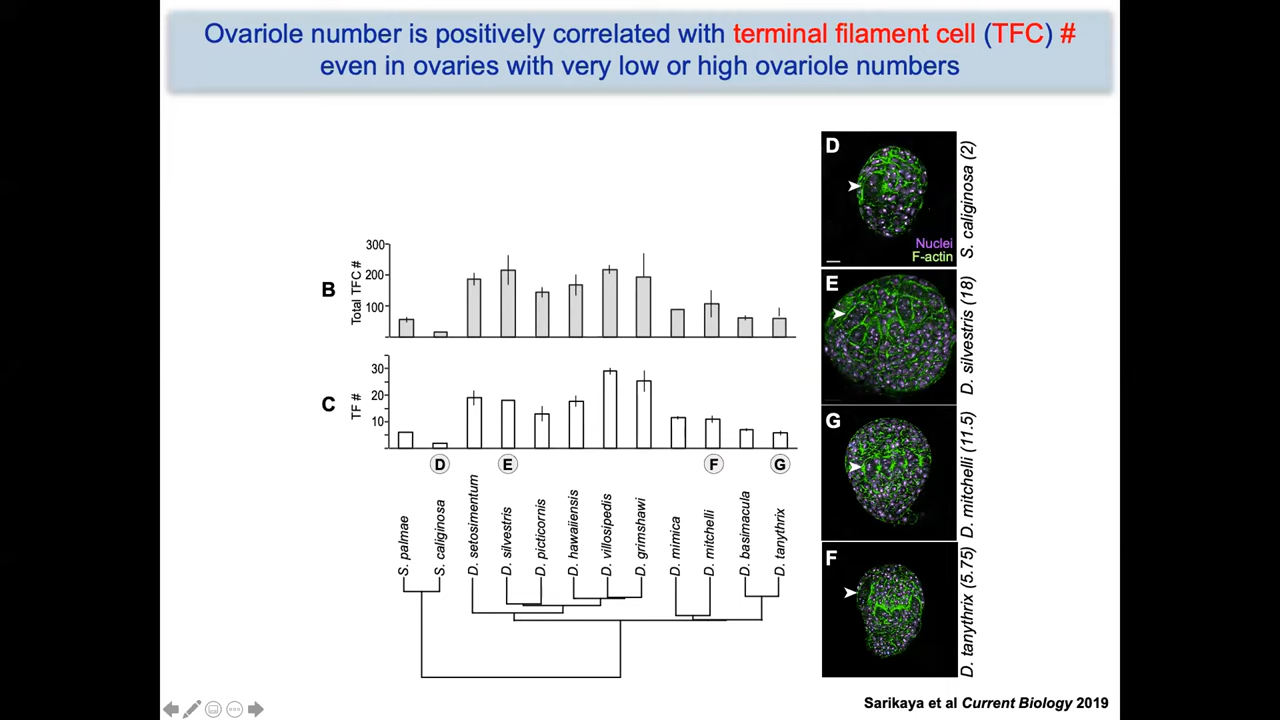 Ovariole number is positively correlated with terminal filament cell (TFC) #
even in ovaries with very low or high ovariole numbers
B
Total TFC #
300
200
100
C
TF #
30
20
10
D
E
F
G
S. palmae
S. caliginosa
D. setosimentum
D. silvestris
D. picticornis
D. hawaiiensis
D. villosipedis
D. grimshawi
D. mimica
D. mitchelli
D. basimacula
D. tanythrix
D
Nuclei
F-actin
S. caliginosa (2)
E
D. silvestris (18)
G
D. mitchelli (11.5)
F
D. tanythrix (5.75)
Sarikaya et al Current Biology 2019